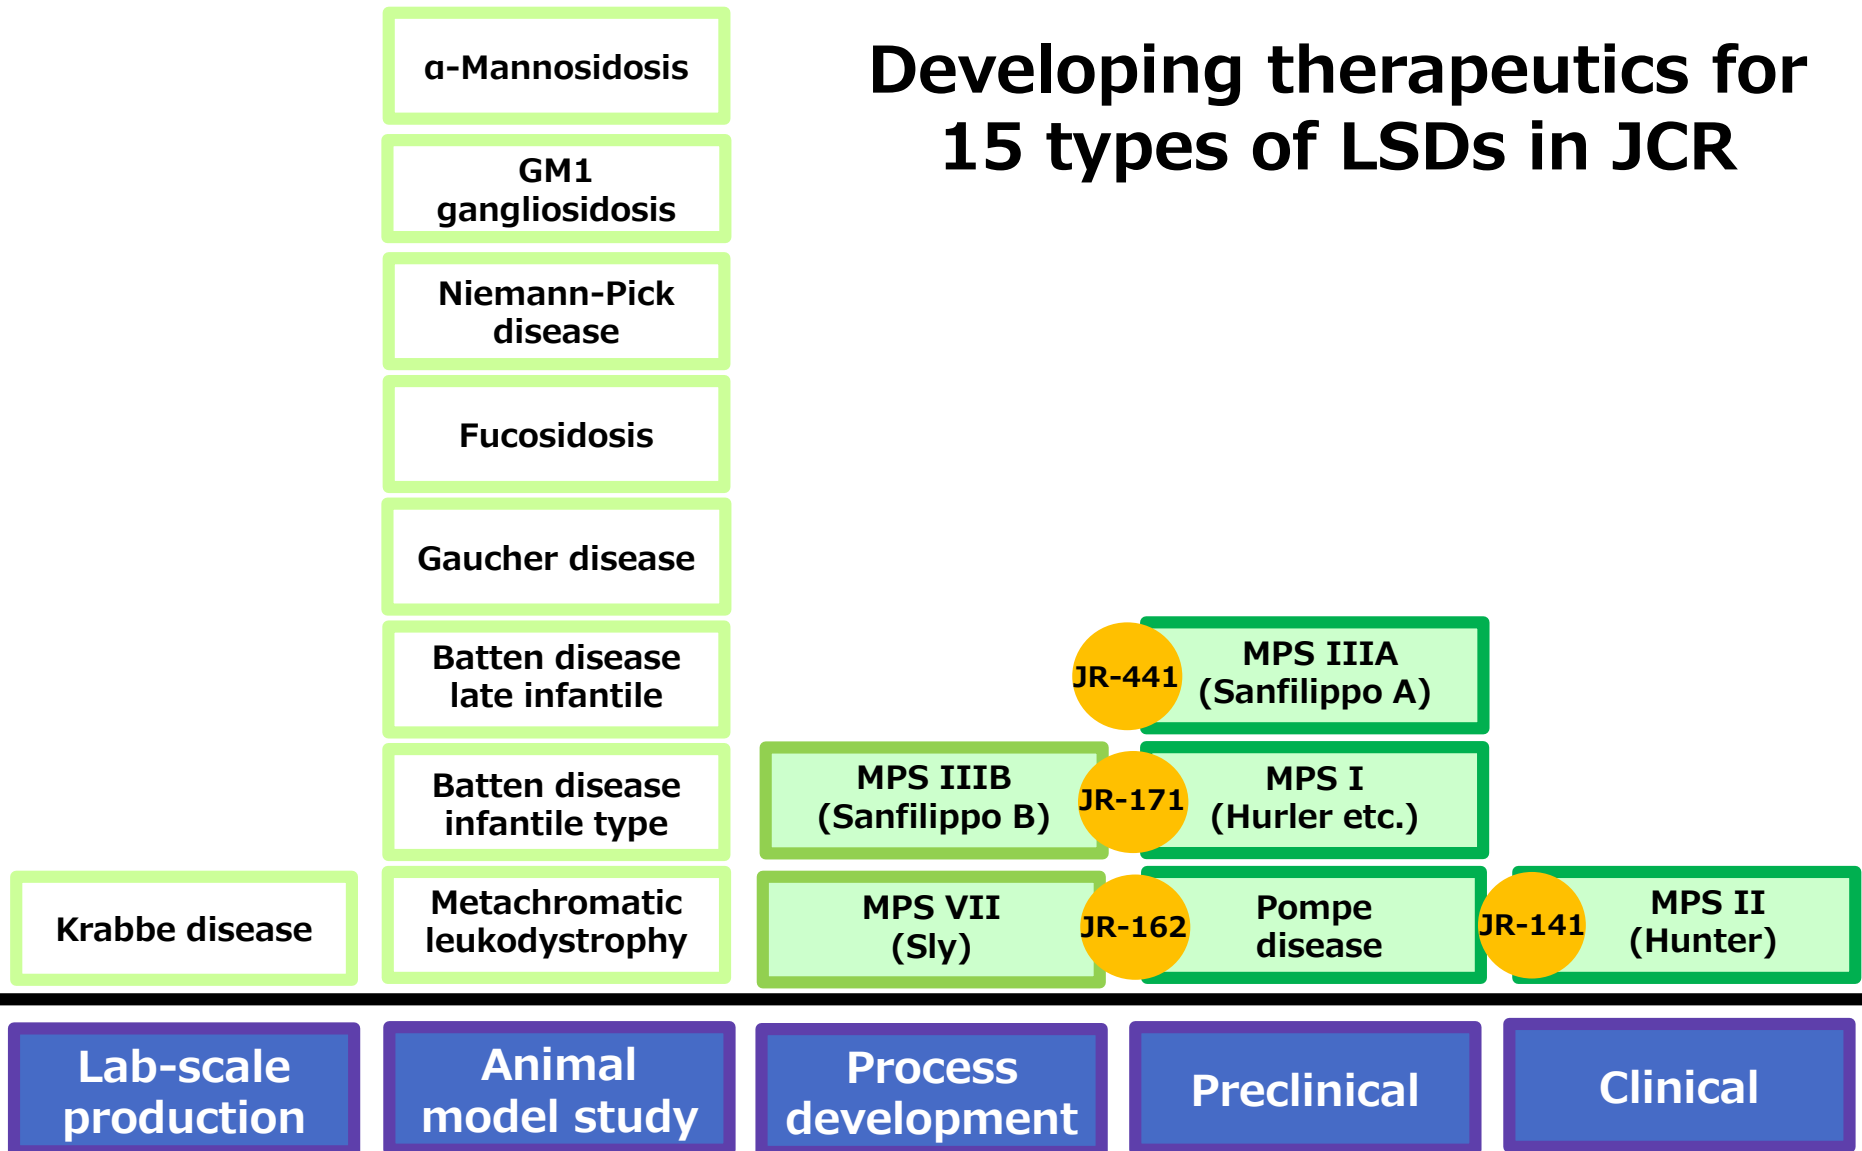 Developing therapeutics for
15 types of LSDs in JCR
α-Mannosidosis
GM1
gangliosidosis
Niemann-Pick
disease
Fucosidosis
Gaucher disease
Batten disease
late infantile
JR-441
MPS IIIA
(Sanfilippo A)
Batten disease
infantile type
MPS IIIB
(Sanfilippo B)
JR-171
MPS I
(Hurler etc.)
Krabbe disease
Metachromatic
leukodystrophy
MPS VII
(Sly)
JR-162
Pompe
disease
JR-141
MPS II
(Hunter)
Lab-scale
production
Animal
model study
Process
development
Preclinical
Clinical